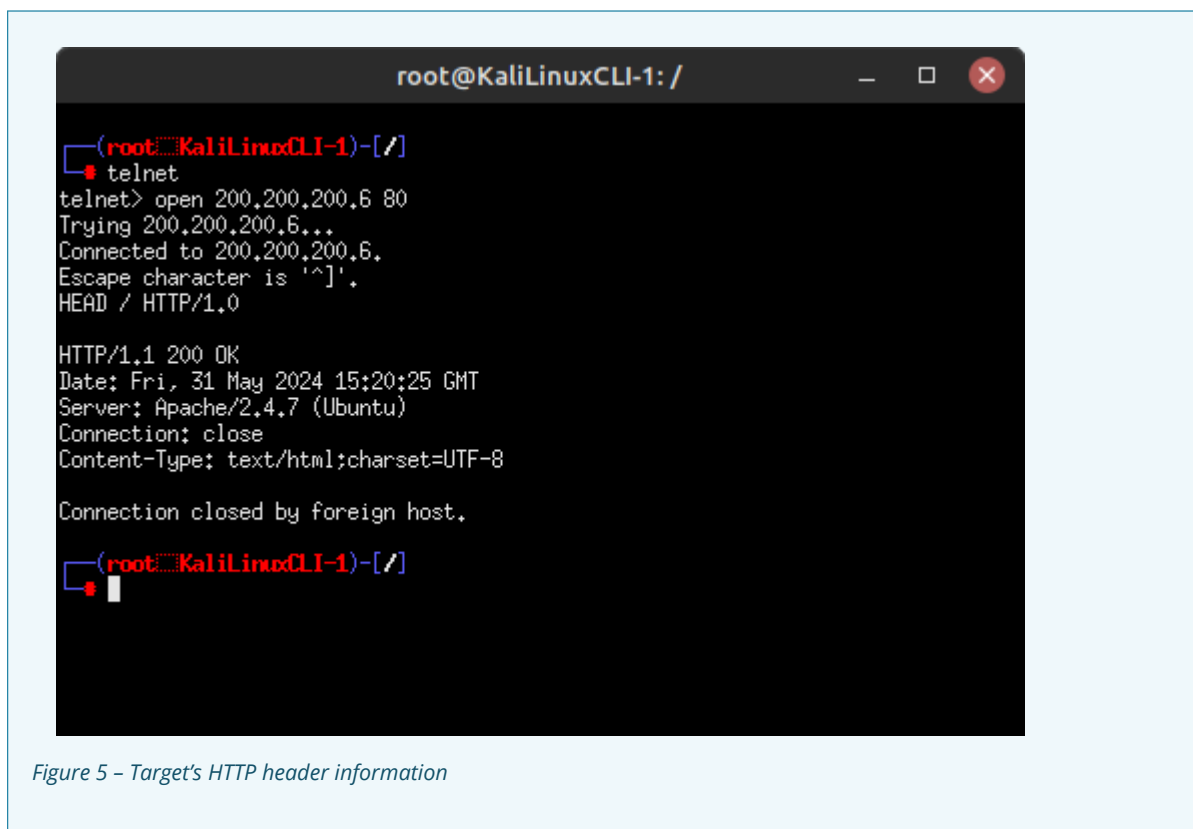 root@KaliLinuxCLI-1: /
┌──(root㉿KaliLinuxCLI-1)-[/]
└─# telnet
telnet> open 200.200.200.6 80
Trying 200.200.200.6...
Connected to 200.200.200.6.
Escape character is '^]'.
HEAD / HTTP/1.0
HTTP/1.1 200 OK
Date: Fri, 31 May 2024 15:20:25 GMT
Server: Apache/2.4.7 (Ubuntu)
Connection: close
Content-Type: text/html;charset=UTF-8
Connection closed by foreign host.
┌──(root㉿KaliLinuxCLI-1)-[/]
└─#
Figure 5 – Target's HTTP header information